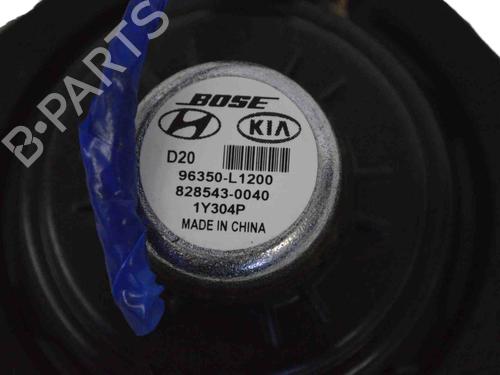 BOSE
KIA
D20
96350-L1200
828543-0040
1Y304P
MADE IN CHINA
B-PARTS